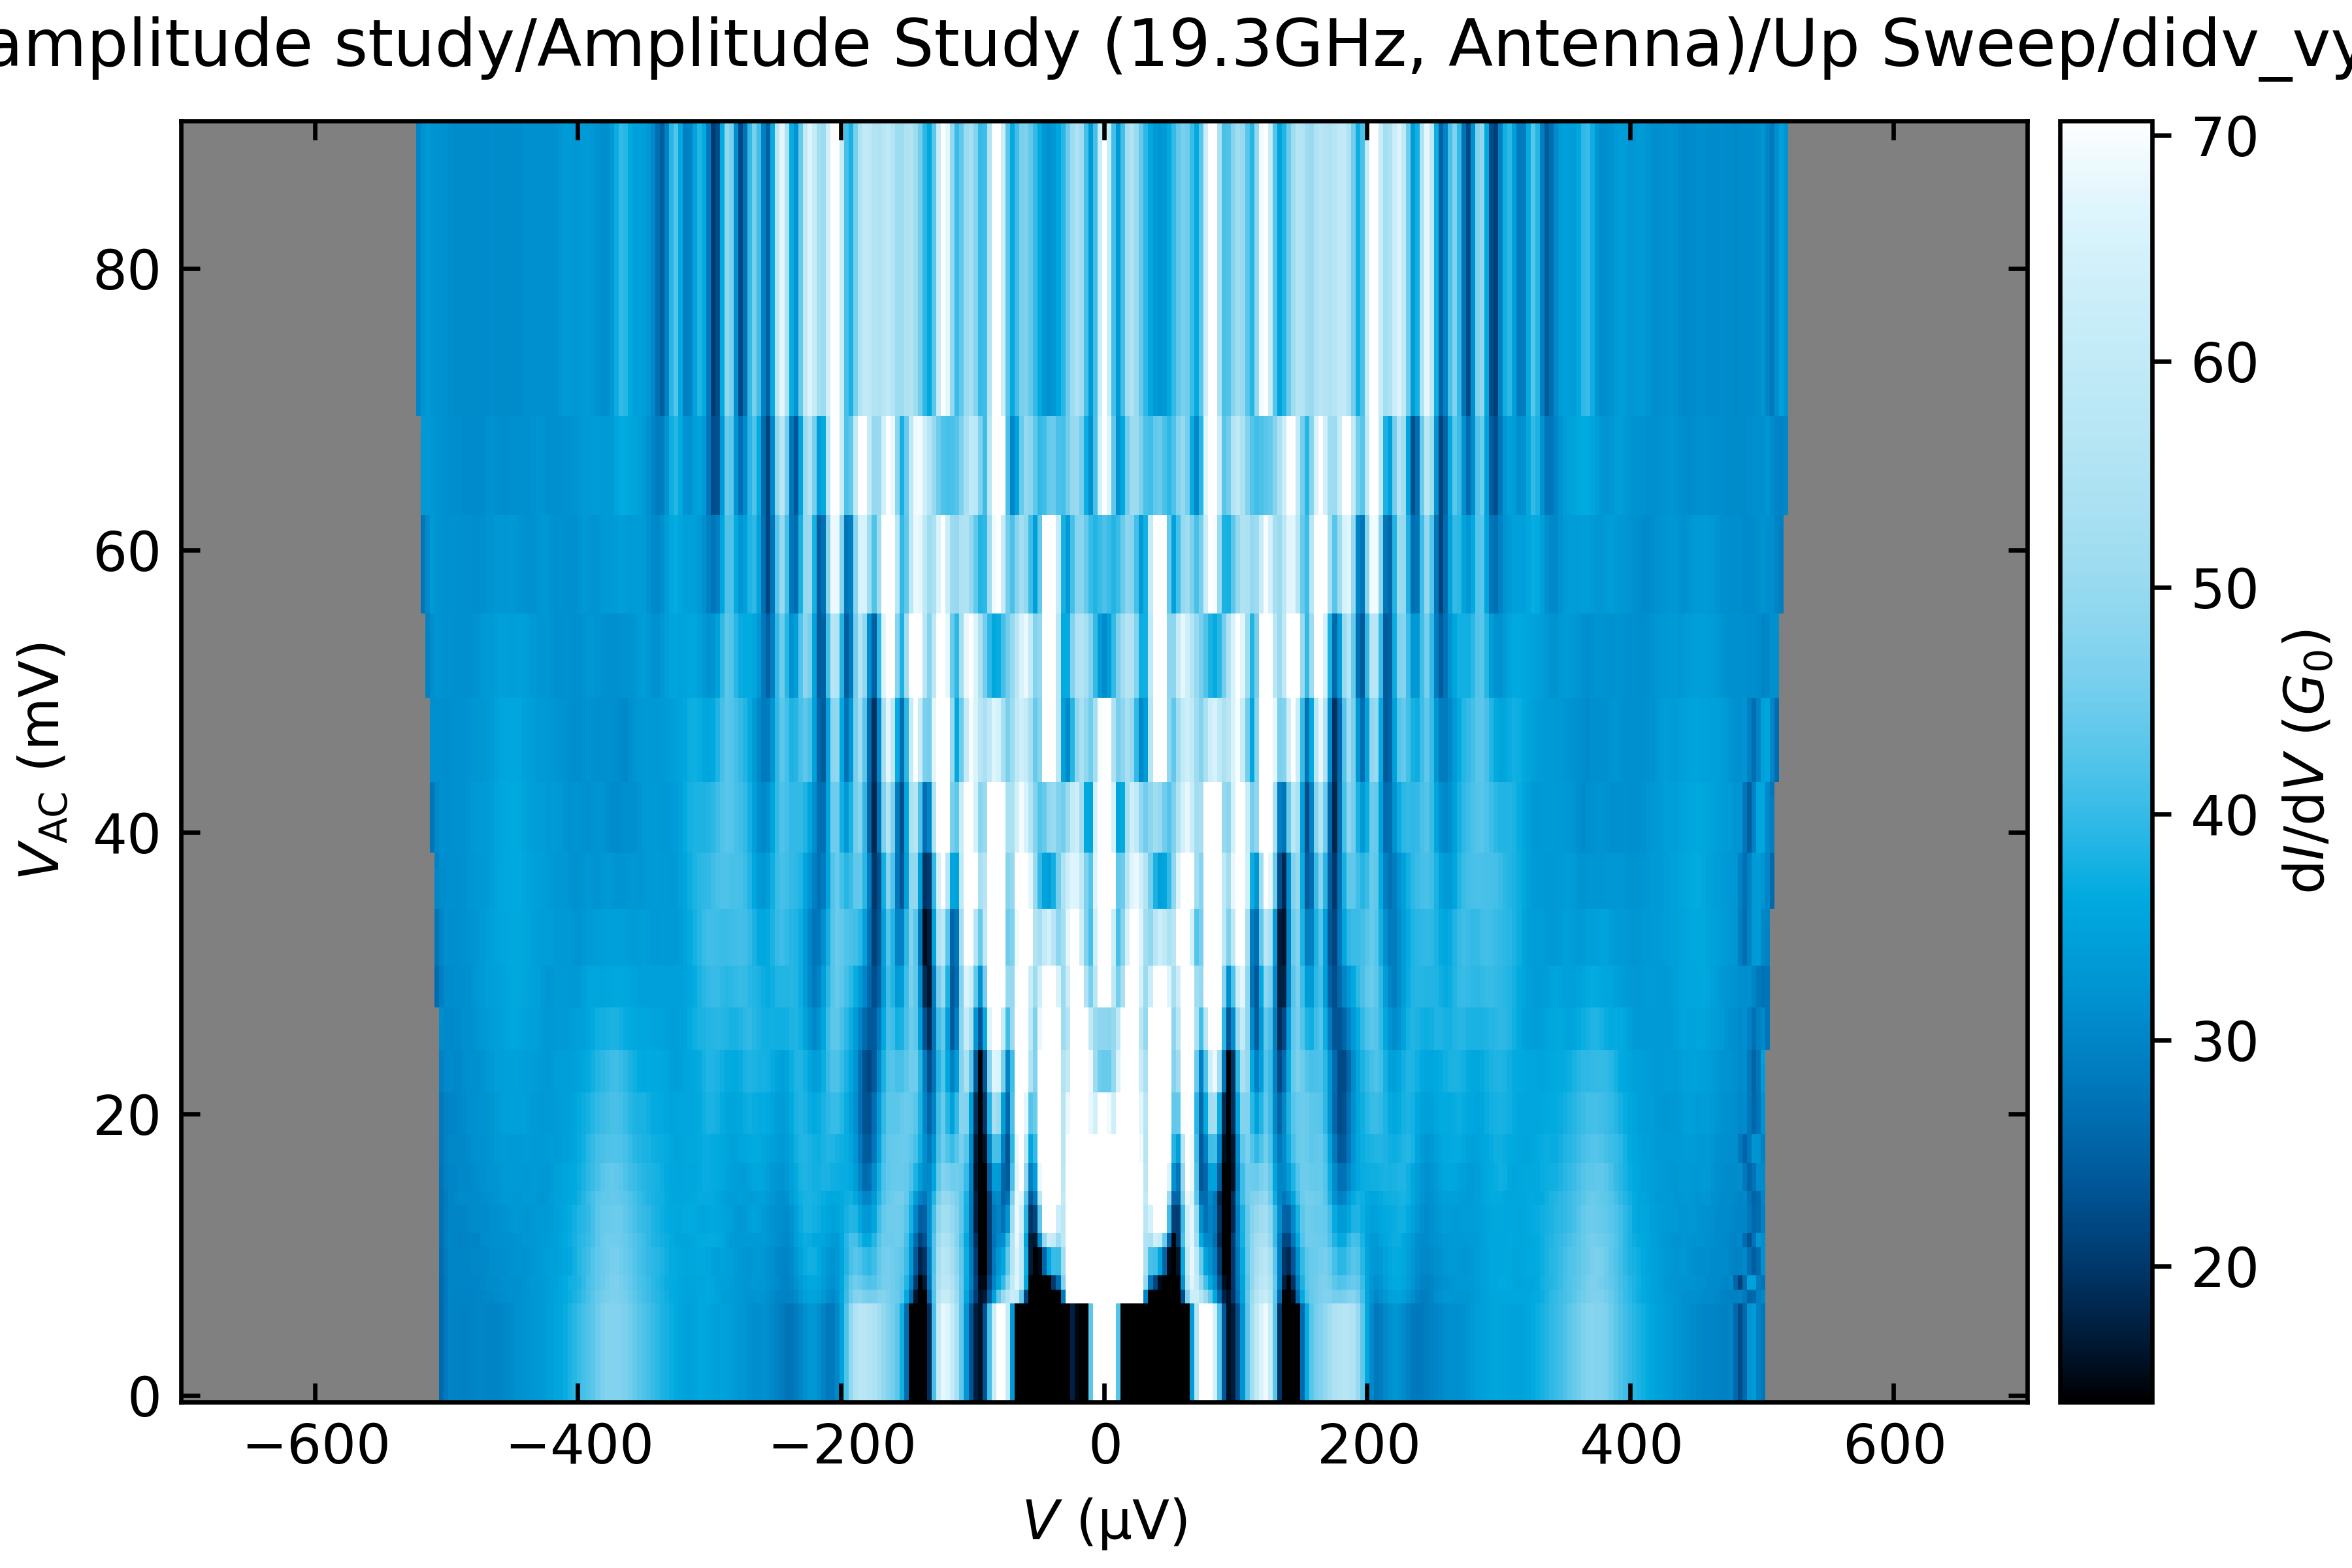 amplitude study/Amplitude Study (19.3GHz, Antenna)/Up Sweep/didv_vy
80
60
40
20
0
V_AC (mV)
−600 −400 −200 0 200 400 600
V (µV)
70
60
50
40
30
20
dI/dV (G₀)